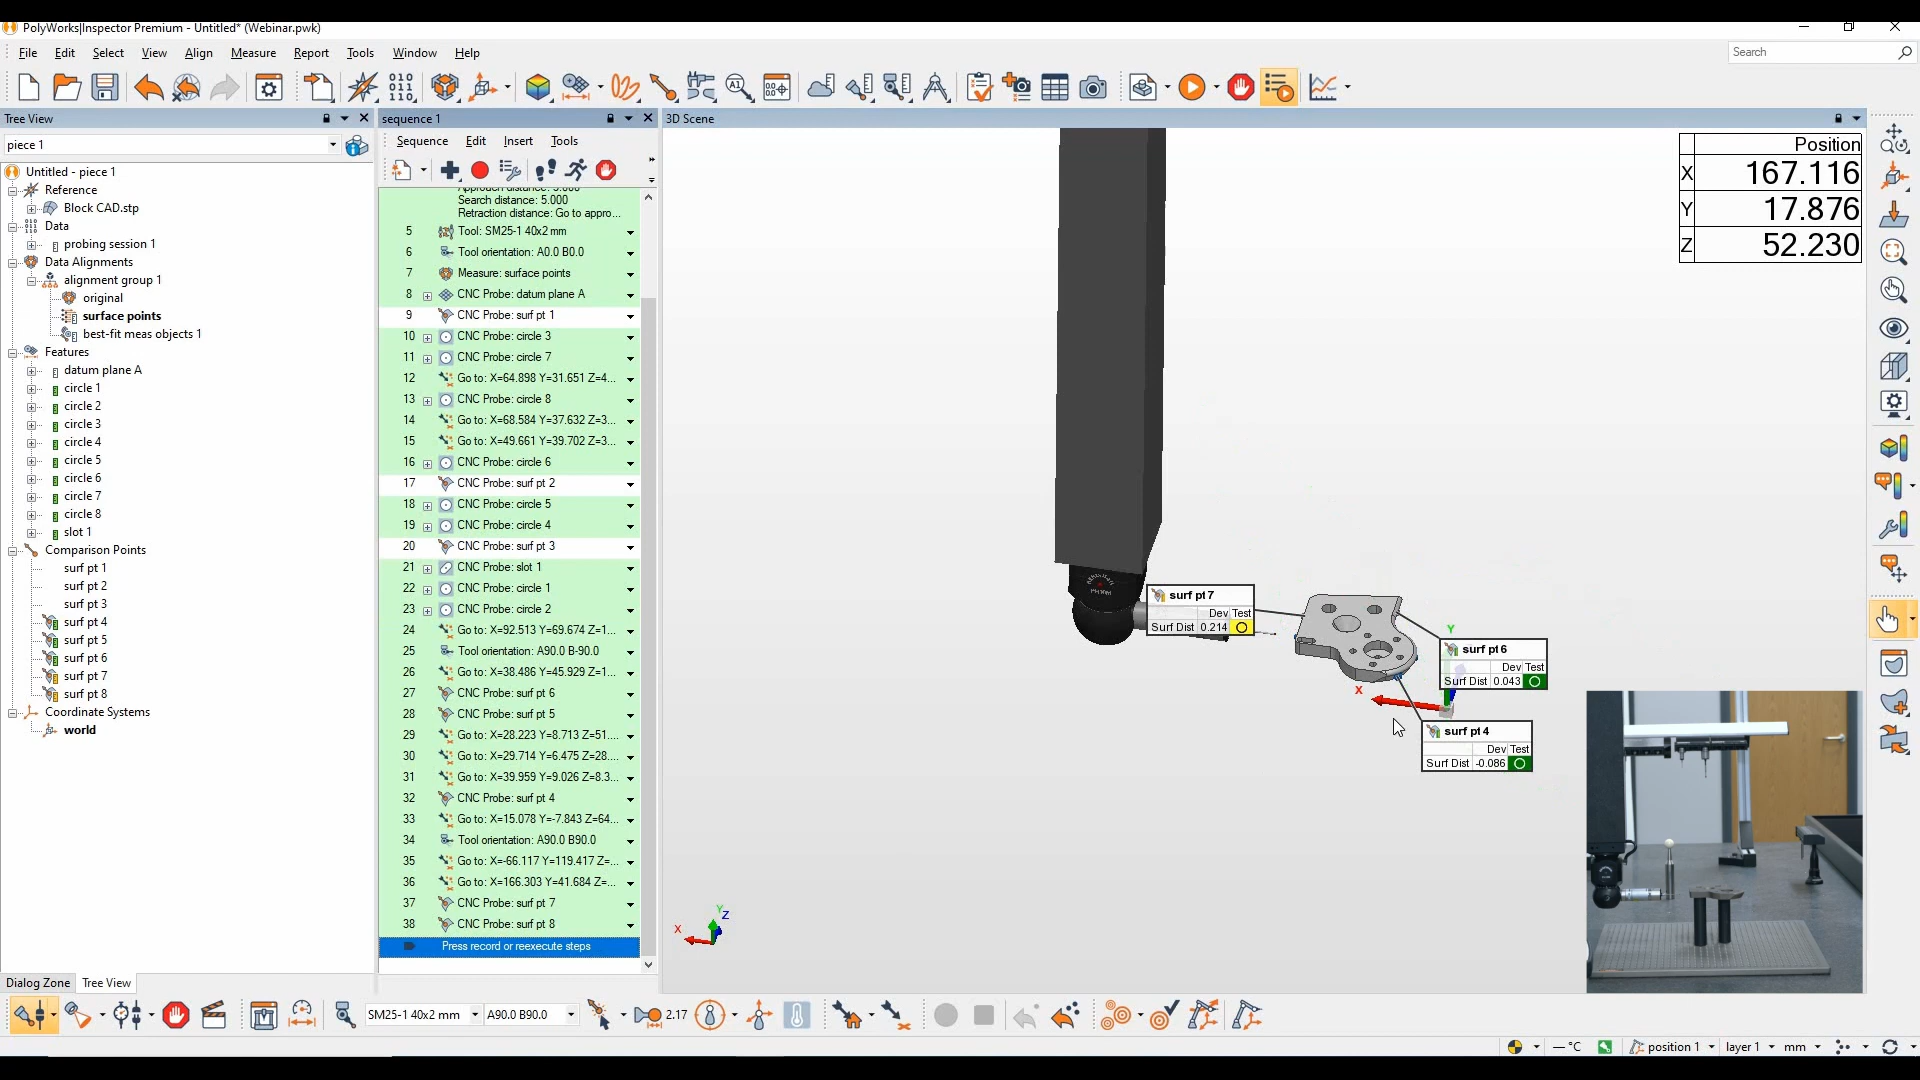 PolyWorks|Inspector Premium - Untitled* (Webinar.pwk)
File Edit Select View Align Measure Report Tools Window Help
Search
Tree View
piece 1
Untitled - piece 1
Reference
Block CAD.stp
Data
probing session 1
Data Alignments
alignment group 1
original
surface points
best-fit meas objects 1
Features
datum plane A
circle 1
circle 2
circle 3
circle 4
circle 5
circle 6
circle 7
circle 8
slot 1
Comparison Points
surf pt 1
surf pt 2
surf pt 3
surf pt 4
surf pt 5
surf pt 6
surf pt 7
surf pt 8
Coordinate Systems
world
Dialog Zone Tree View
sequence 1
Sequence Edit Insert Tools
Approach distance: 5.000
Search distance: 5.000
Retraction distance: Go to appro...
5 Tool: SM25-1 40x2 mm
6 Tool orientation: A0.0 B0.0
7 Measure: surface points
8 CNC Probe: datum plane A
9 CNC Probe: surf pt 1
10 CNC Probe: circle 3
11 CNC Probe: circle 7
12 Go to: X=64.898 Y=31.651 Z=4...
13 CNC Probe: circle 8
14 Go to: X=68.584 Y=37.632 Z=3...
15 Go to: X=49.661 Y=39.702 Z=3...
16 CNC Probe: circle 6
17 CNC Probe: surf pt 2
18 CNC Probe: circle 5
19 CNC Probe: circle 4
20 CNC Probe: surf pt 3
21 CNC Probe: slot 1
22 CNC Probe: circle 1
23 CNC Probe: circle 2
24 Go to: X=92.513 Y=69.674 Z=1...
25 Tool orientation: A90.0 B-90.0
26 Go to: X=38.486 Y=45.929 Z=1...
27 CNC Probe: surf pt 6
28 CNC Probe: surf pt 5
29 Go to: X=28.223 Y=8.713 Z=51....
30 Go to: X=29.714 Y=6.475 Z=28....
31 Go to: X=39.959 Y=9.026 Z=8.3...
32 CNC Probe: surf pt 4
33 Go to: X=15.078 Y=-7.843 Z=64...
34 Tool orientation: A90.0 B90.0
35 Go to: X=-66.117 Y=119.417 Z=...
36 Go to: X=166.303 Y=41.684 Z=...
37 CNC Probe: surf pt 7
38 CNC Probe: surf pt 8
Press record or reexecute steps
3D Scene
Position
X 167.116
Y 17.876
Z 52.230
surf pt 7
Dev Test
Surf Dist 0.214
surf pt 6
Dev Test
Surf Dist 0.043
surf pt 4
Dev Test
Surf Dist -0.086
Y
X
X Y Z
SM25-1 40x2 mm A90.0 B90.0 2.17
— °C position 1 layer 1 mm